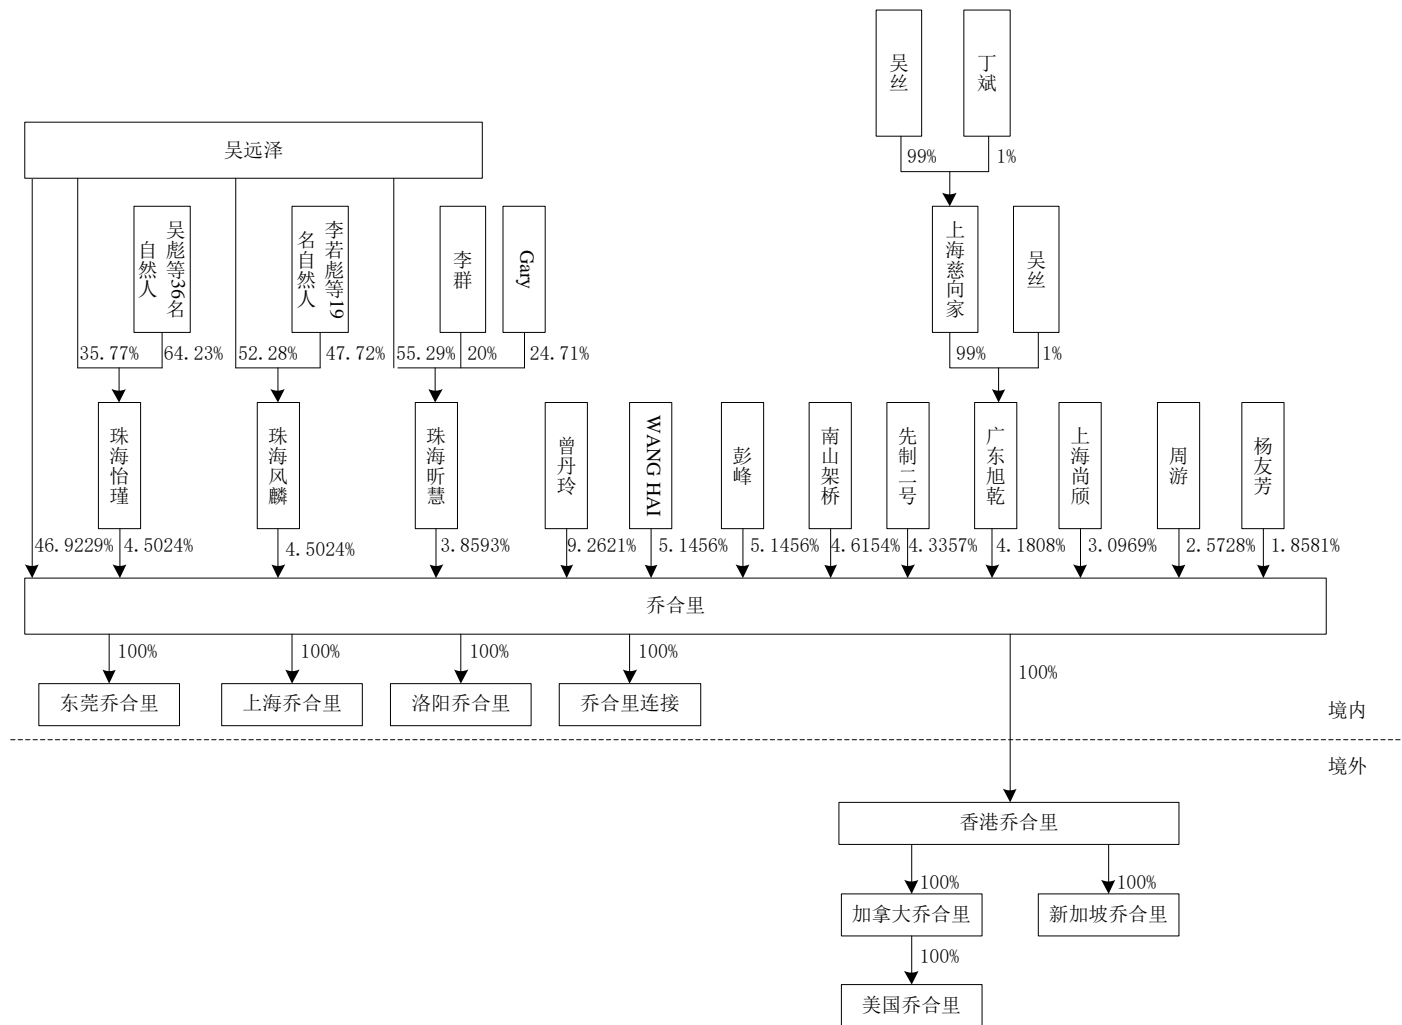 吴丝
丁斌
99%
1%
吴远泽
吴彪等36名
自然人
李若彪等19
名自然人
李群
Gary
上海慈向家
吴丝
35.77%
64.23%
52.28%
47.72%
55.29%
20%
24.71%
99%
1%
珠海怡瑾
珠海风麟
珠海昕慧
曾丹玲
WANG HAI
彭峰
南山架桥
先制二号
广东旭乾
上海尚颀
周游
杨友芳
46.9229%
4.5024%
4.5024%
3.8593%
9.2621%
5.1456%
5.1456%
4.6154%
4.3357%
4.1808%
3.0969%
2.5728%
1.8581%
乔合里
100%
100%
100%
100%
100%
东莞乔合里
上海乔合里
洛阳乔合里
乔合里连接
境内
境外
香港乔合里
100%
100%
加拿大乔合里
新加坡乔合里
100%
美国乔合里